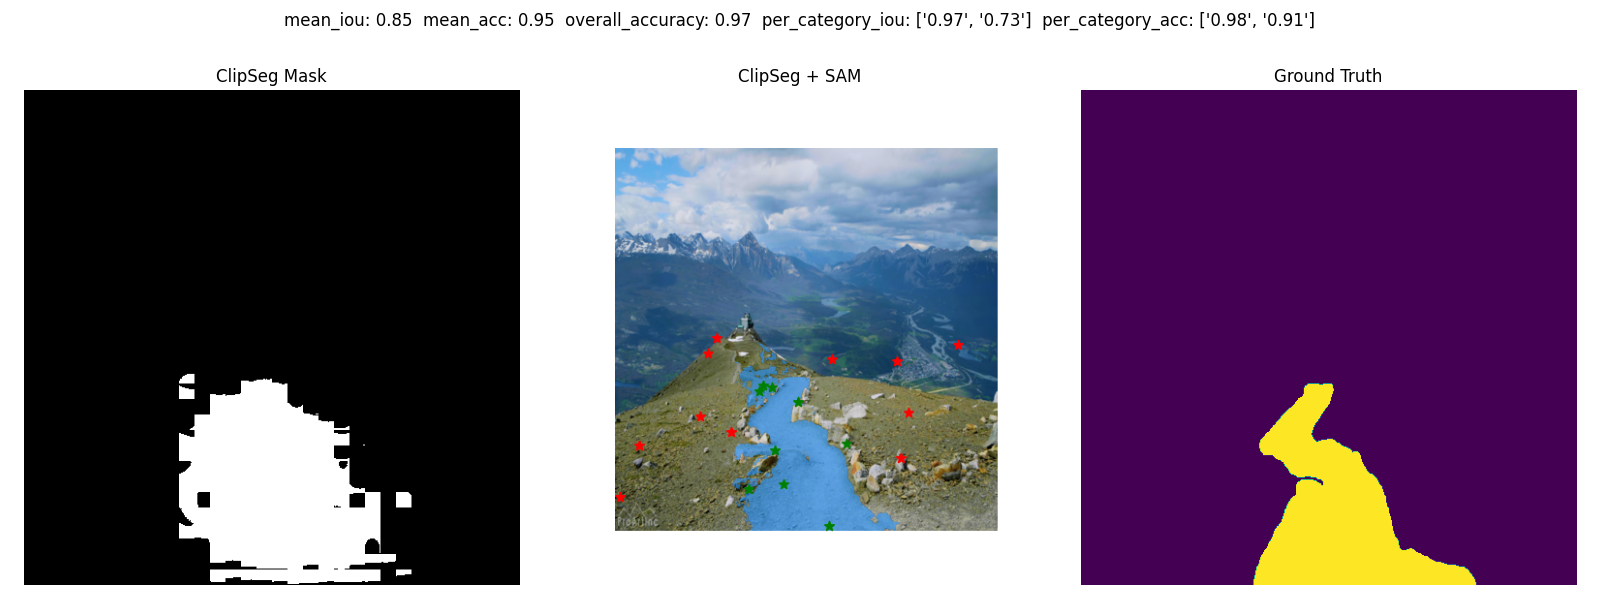 mean_iou: 0.85  mean_acc: 0.95  overall_accuracy: 0.97  per_category_iou: ['0.97', '0.73']  per_category_acc: ['0.98', '0.91']
ClipSeg Mask
ClipSeg + SAM
Ground Truth